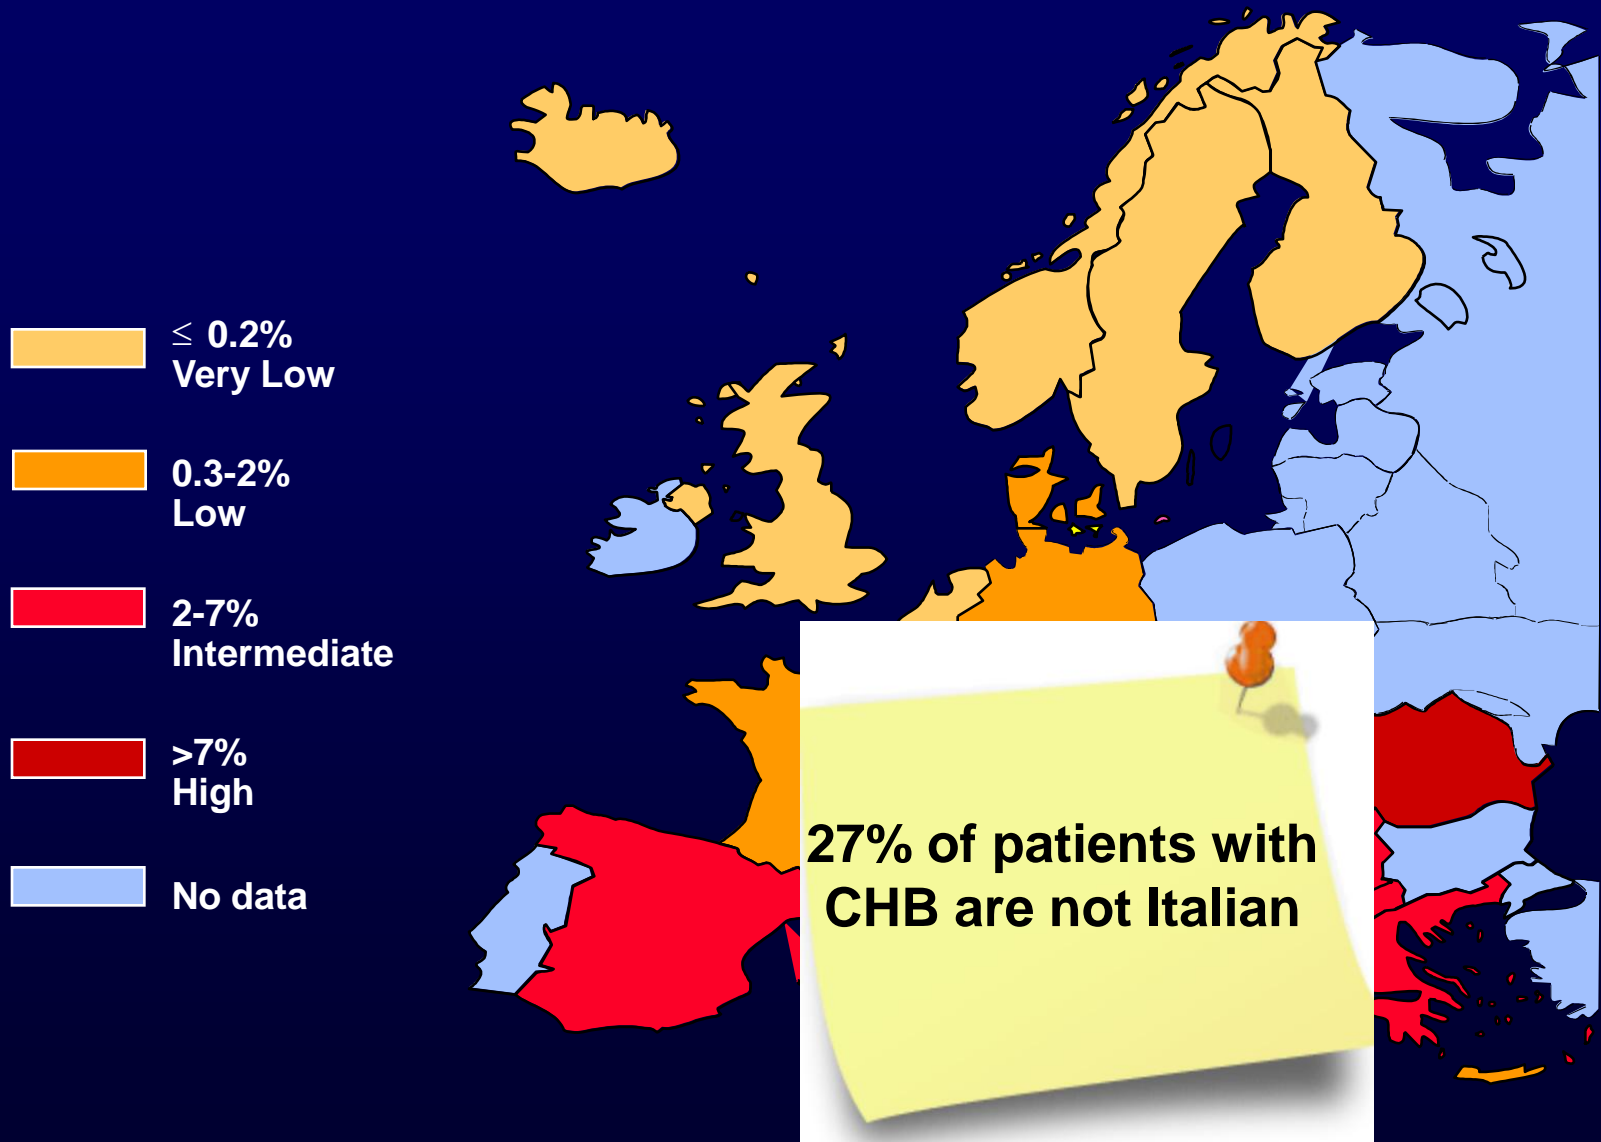 ≤ 0.2%
Very Low
0.3-2%
Low
2-7%
Intermediate
>7%
High
No data
27% of patients with
CHB are not Italian